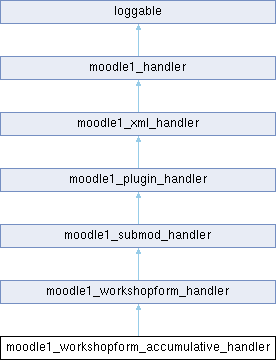 loggable
moodle1_handler
moodle1_xml_handler
moodle1_plugin_handler
moodle1_submod_handler
moodle1_workshopform_handler
moodle1_workshopform_accumulative_handler